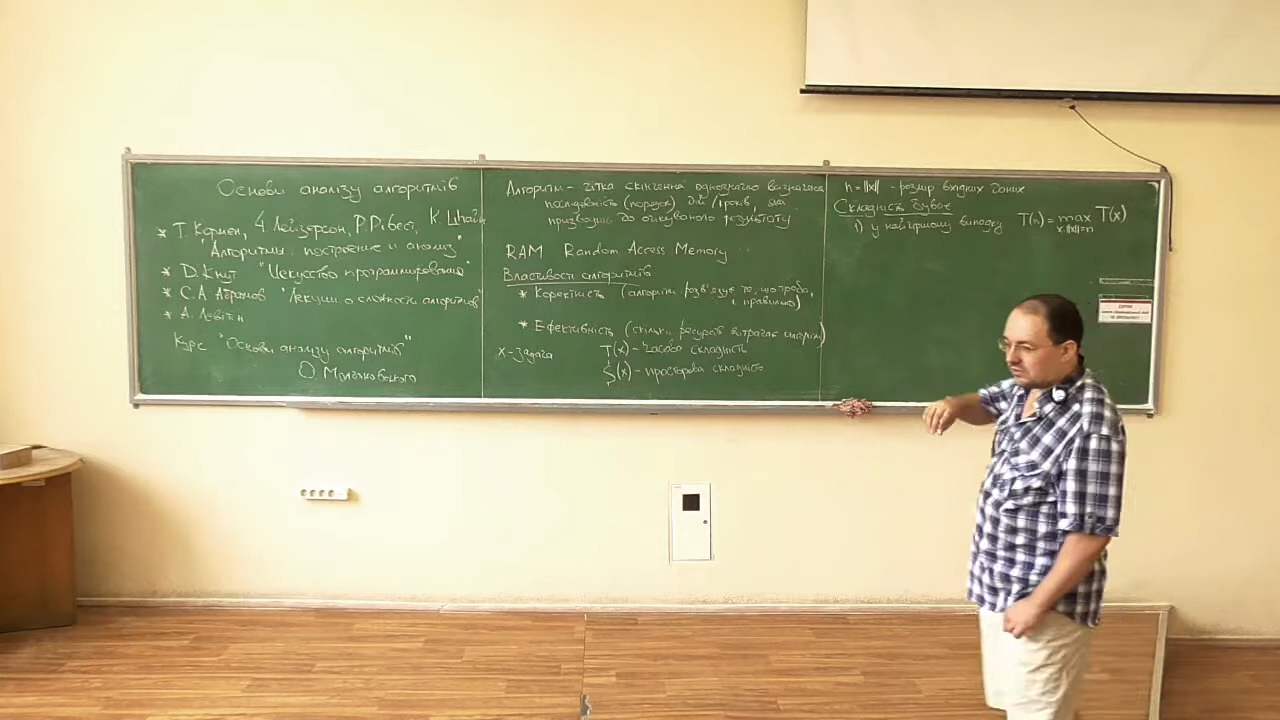 Основи аналізу алгоритмів
* Т. Кормен, Ч. Лейзерсон, Р. Рівест, К. Штайн
"Алгоритмы. построение и анализ"
* D. Кнут "Искусство программирования"
* С.А. Абрамов "Лекции о сложности алгоритмов"
* А. Левітін
Курс "Основи аналізу алгоритмів"
Алгоритм - чітка скінченна однозначно визначена
послідовність (порядок) дій / кроків, яка
призводить до очікуваного результату
RAM Random Access Memory
Властивості алгоритмів
* Коректність (алгоритм розв'язує те, що треба,
і правильно)
* Ефективність (скільки ресурсів витрачає алгоритм)
x - задача T(x) - часова складність
S(x) - просторова складність
n = ||x|| - розмір вхідних даних
Складність буває
1) у найгіршому випадку T(n) = max T(x)
x:||x||=n